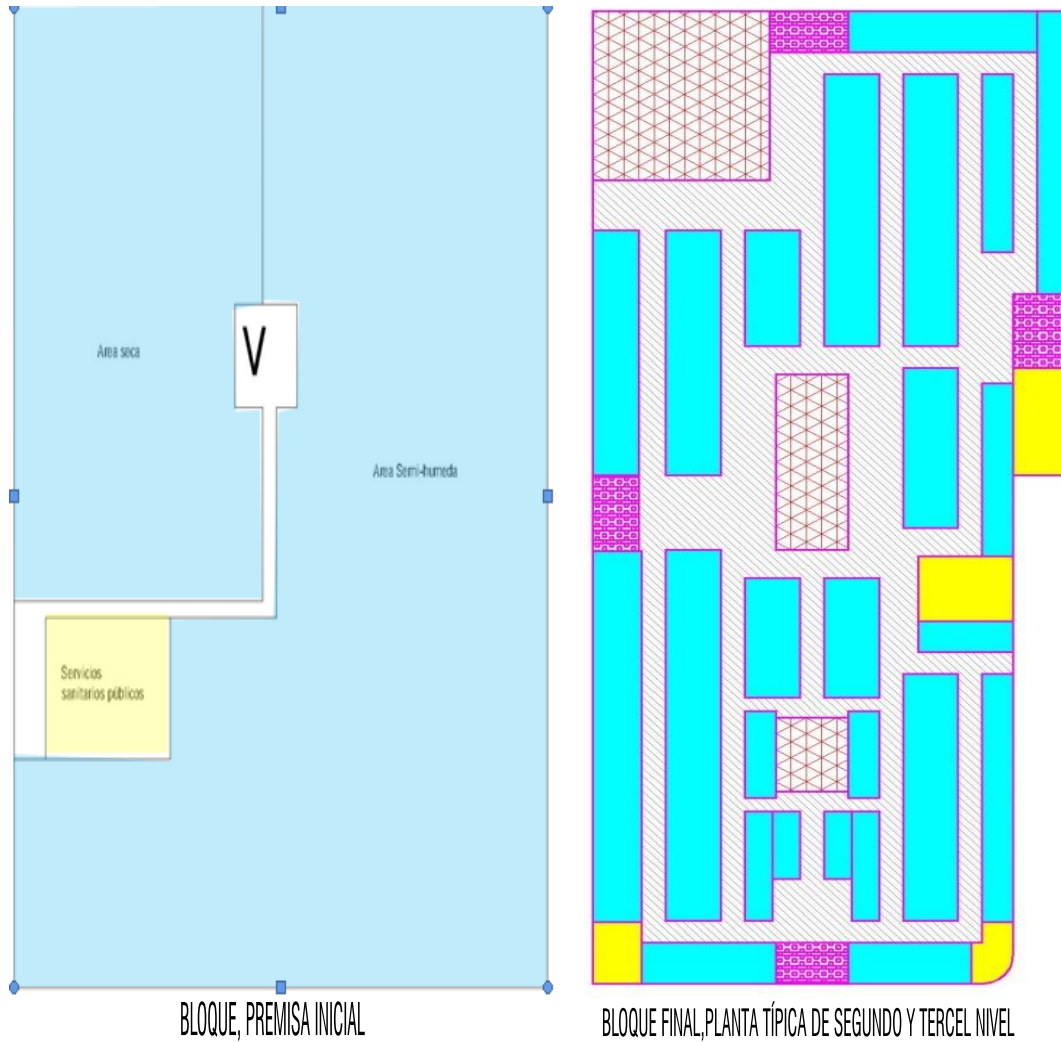 V
Area seca
Area Semi-humeda
Servicios
sanitarios públicos
BLOQUE, PREMISA INICIAL
BLOQUE FINAL,PLANTA TÍPICA DE SEGUNDO Y TERCEL NIVEL